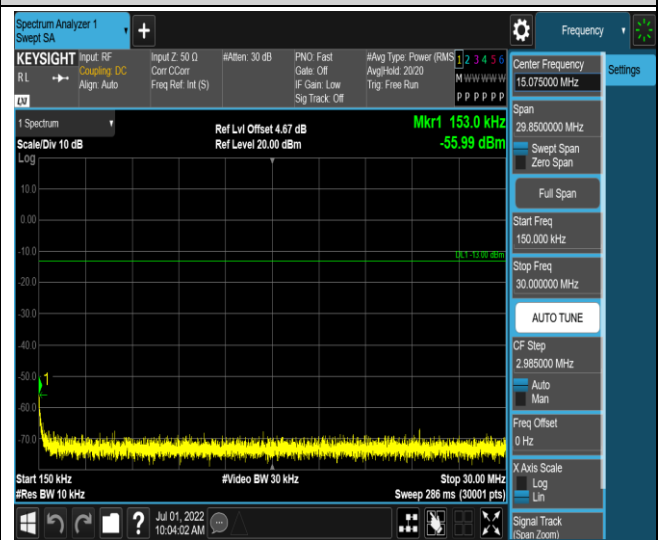 Spectrum Analyzer 1
Swept SA
+
Frequency
KEYSIGHT
RL
LXI
Input: RF
Coupling: DC
Align: Auto
Input Z: 50 Ω
Corr CCorr
Freq Ref: Int (S)
#Atten: 30 dB
PNO: Fast
Gate: Off
IF Gain: Low
Sig Track: Off
#Avg Type: Power (RMS
Avg|Hold: 20/20
Trig: Free Run
1 2 3 4 5 6
M W W W W W
P P P P P P
1 Spectrum
Scale/Div 10 dB
Ref Lvl Offset 4.67 dB
Ref Level 20.00 dBm
Mkr1 153.0 kHz
-55.99 dBm
Log
10.0
0.00
-10.0
DL1 -13.00 dBm
-20.0
-30.0
-40.0
-50.0
1
-60.0
-70.0
Start 150 kHz
#Res BW 10 kHz
#Video BW 30 kHz
Stop 30.00 MHz
Sweep 286 ms (30001 pts)
?
Jul 01, 2022
10:04:02 AM
Center Frequency
15.075000 MHz
Settings
Span
29.8500000 MHz
Swept Span
Zero Span
Full Span
Start Freq
150.000 kHz
Stop Freq
30.000000 MHz
AUTO TUNE
CF Step
2.985000 MHz
Auto
Man
Freq Offset
0 Hz
X Axis Scale
Log
Lin
Signal Track
(Span Zoom)